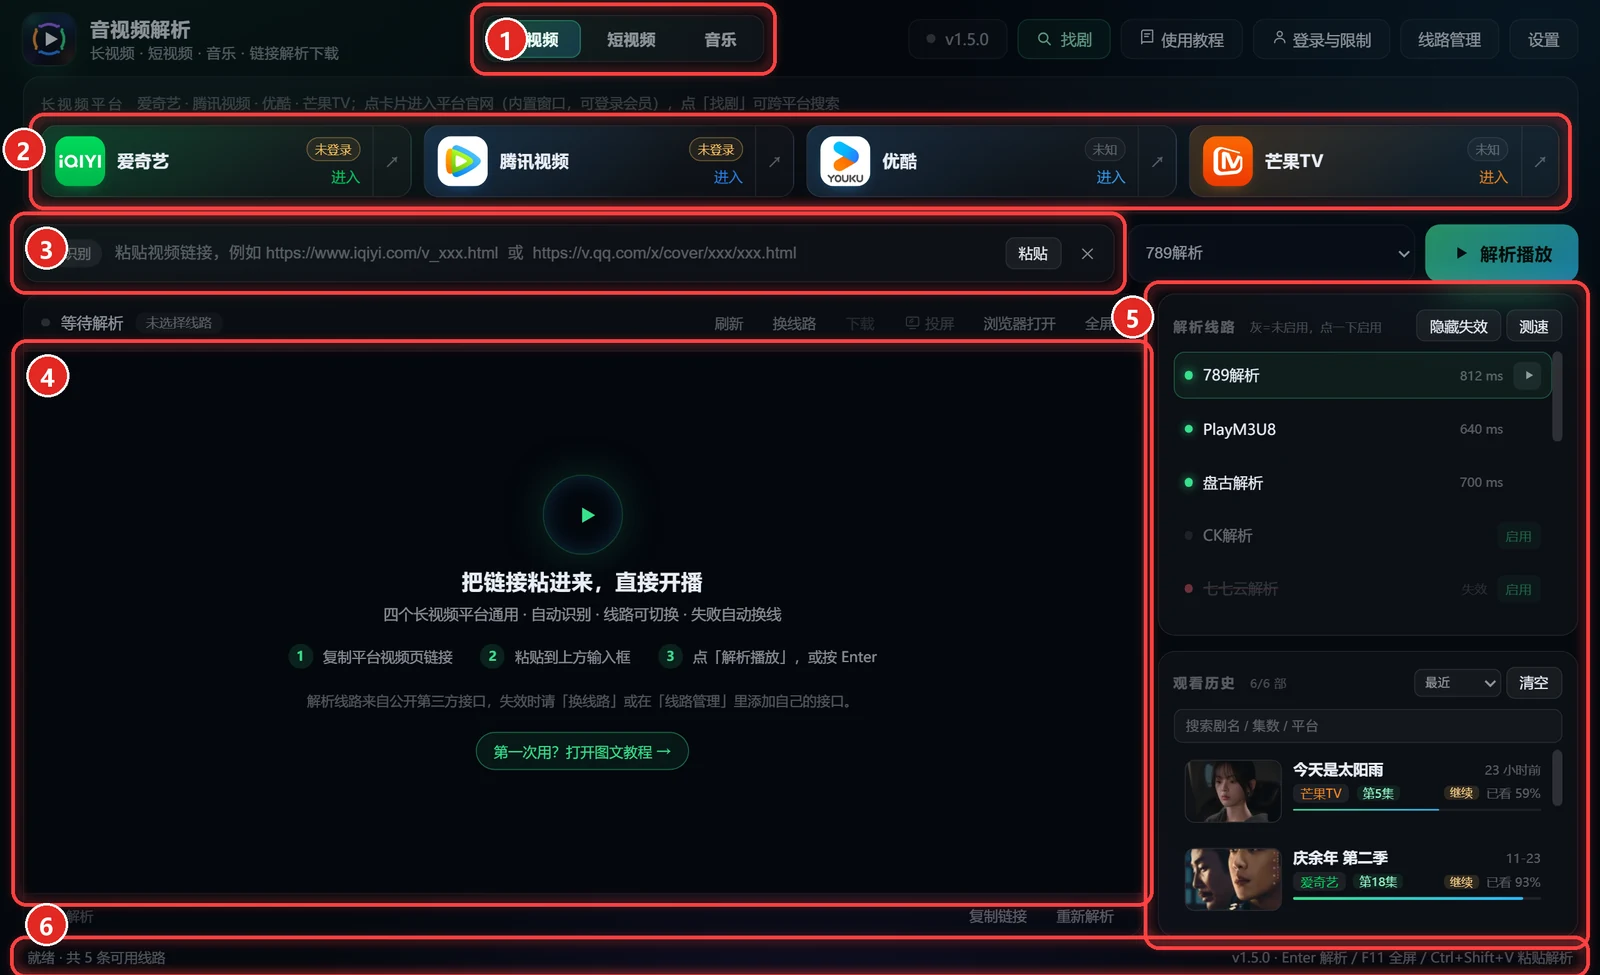 音视频解析
长视频 · 短视频 · 音乐 · 链接解析下载
1
视频
短视频
音乐
v1.5.0
找剧
使用教程
登录与限制
线路管理
设置
长视频平台 爱奇艺 · 腾讯视频 · 优酷 · 芒果TV；点卡片进入平台官网（内置窗口，可登录会员），点「找剧」可跨平台搜索
2
iQIYI
爱奇艺
未登录
进入
腾讯视频
未登录
进入
YOUKU
优酷
未知
进入
芒果TV
未知
进入
3
识别
粘贴视频链接，例如 https://www.iqiyi.com/v_xxx.html 或 https://v.qq.com/x/cover/xxx/xxx.html
粘贴
789解析
解析播放
等待解析
未选择线路
刷新
换线路
下载
投屏
浏览器打开
全屏
4
把链接粘进来，直接开播
四个长视频平台通用 · 自动识别 · 线路可切换 · 失败自动换线
1 复制平台视频页链接
2 粘贴到上方输入框
3 点「解析播放」，或按 Enter
解析线路来自公开第三方接口，失效时请「换线路」或在「线路管理」里添加自己的接口。
第一次用？打开图文教程 →
5
解析线路 灰=未启用，点一下启用
隐藏失效
测速
789解析
812 ms
PlayM3U8
640 ms
盘古解析
700 ms
CK解析
启用
七七云解析
失效
启用
观看历史 6/6 部
最近
清空
搜索剧名 / 集数 / 平台
今天是太阳雨
23 小时前
芒果TV
第5集
继续
已看 59%
庆余年 第二季
11-23
爱奇艺
第18集
继续
已看 93%
6
解析
复制链接
重新解析
就绪 · 共 5 条可用线路
v1.5.0 · Enter 解析 / F11 全屏 / Ctrl+Shift+V 粘贴解析